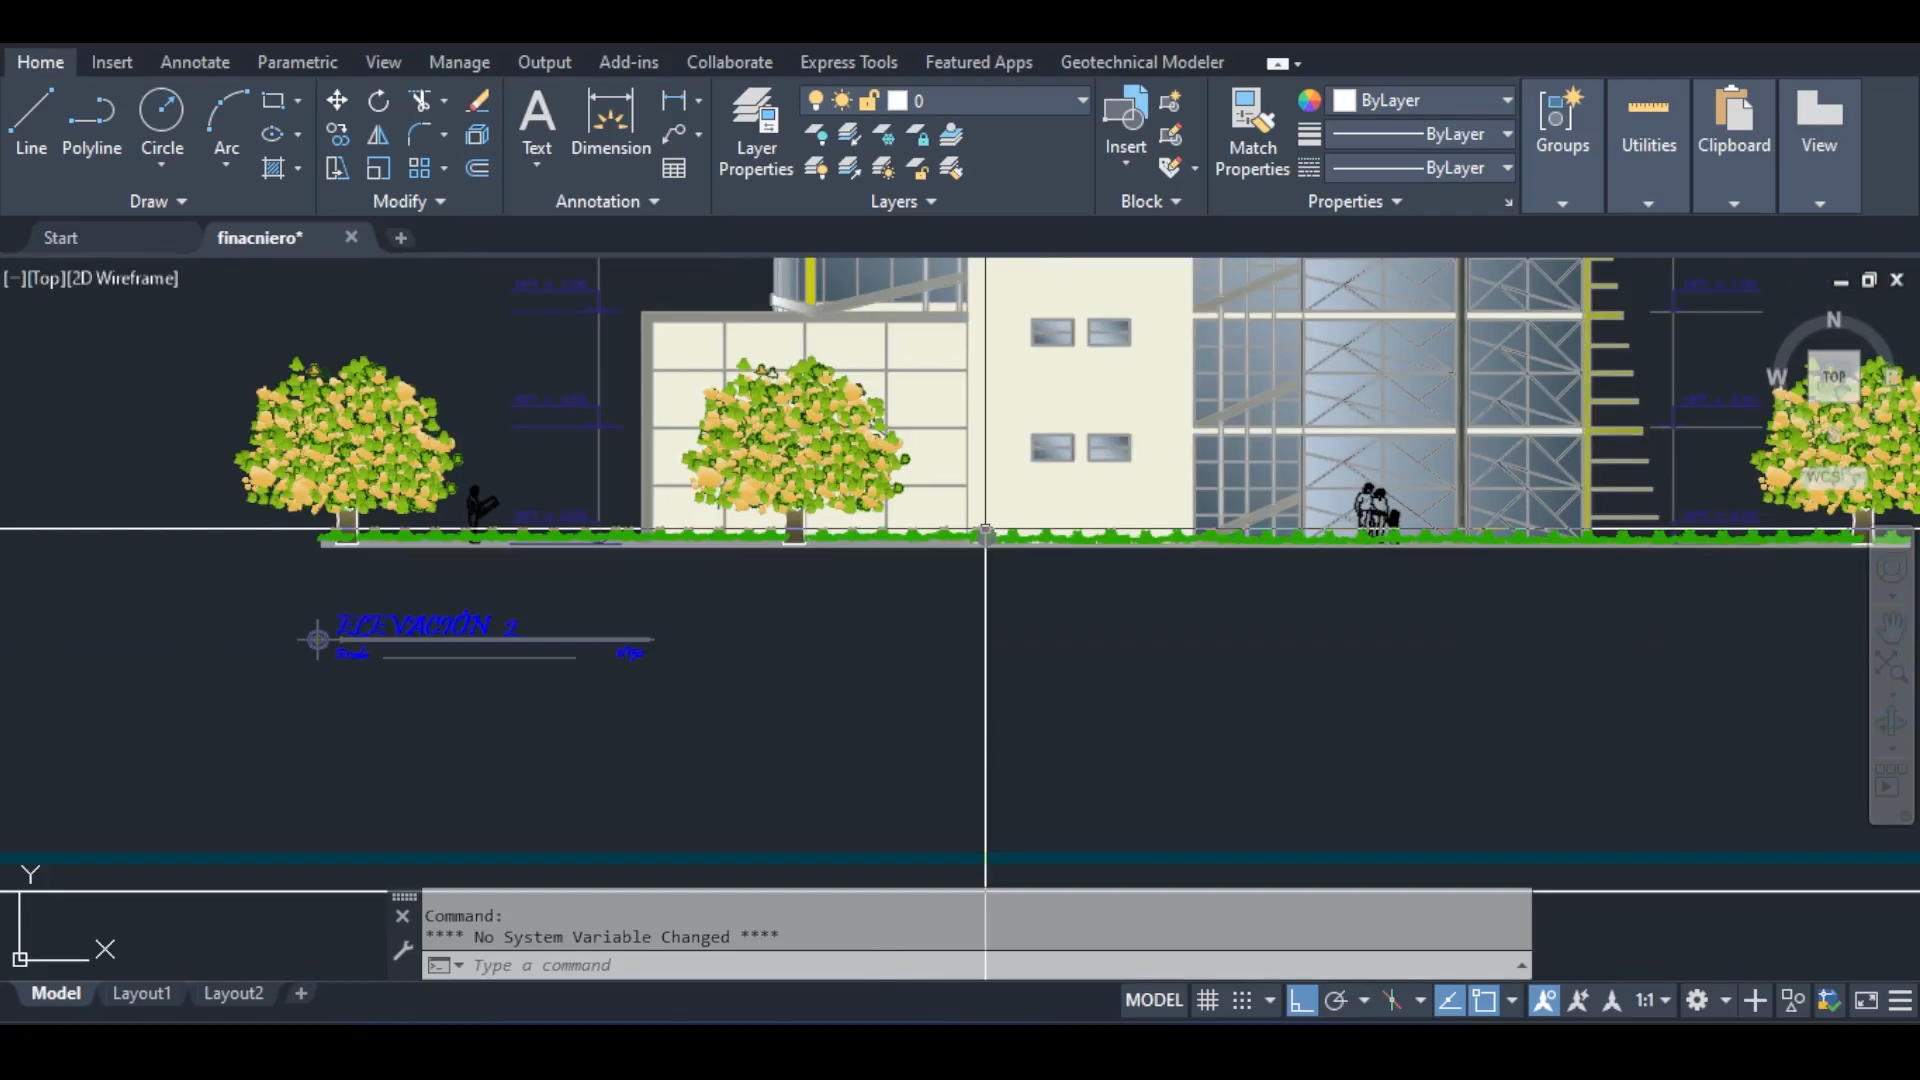 Home Insert Annotate Parametric View Manage Output Add-ins Collaborate Express Tools Featured Apps Geotechnical Modeler
Line Polyline Circle Arc
Draw
Modify
Text Dimension
Annotation
Layer Properties
0
Layers
Insert
Block
Match Properties
ByLayer
ByLayer
ByLayer
Properties
Groups
Utilities
Clipboard
View
Start finacniero*
[−][Top][2D Wireframe]
N
W TOP
WCS
ELEVACIÓN 2
Y
X
Command:
**** No System Variable Changed ****
Type a command
Model Layout1 Layout2
MODEL 1:1